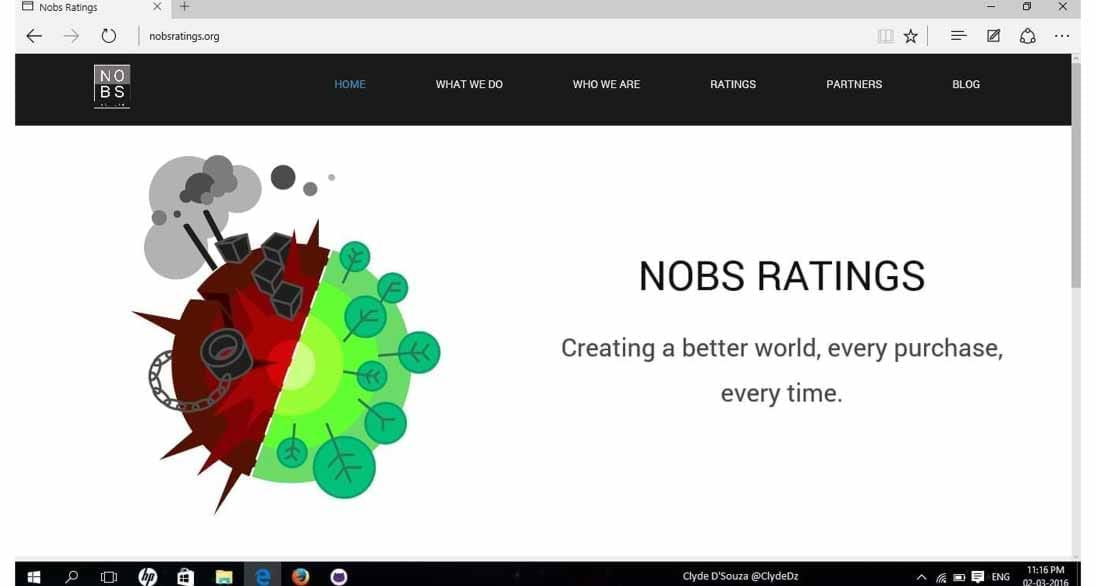 Nobs Ratings
nobsratings.org
NO
BS
HOME WHAT WE DO WHO WE ARE RATINGS PARTNERS BLOG
NOBS RATINGS
Creating a better world, every purchase,
every time.
hp
Clyde D'Souza @ClydeDz
ENG
11:16 PM
02-03-2016